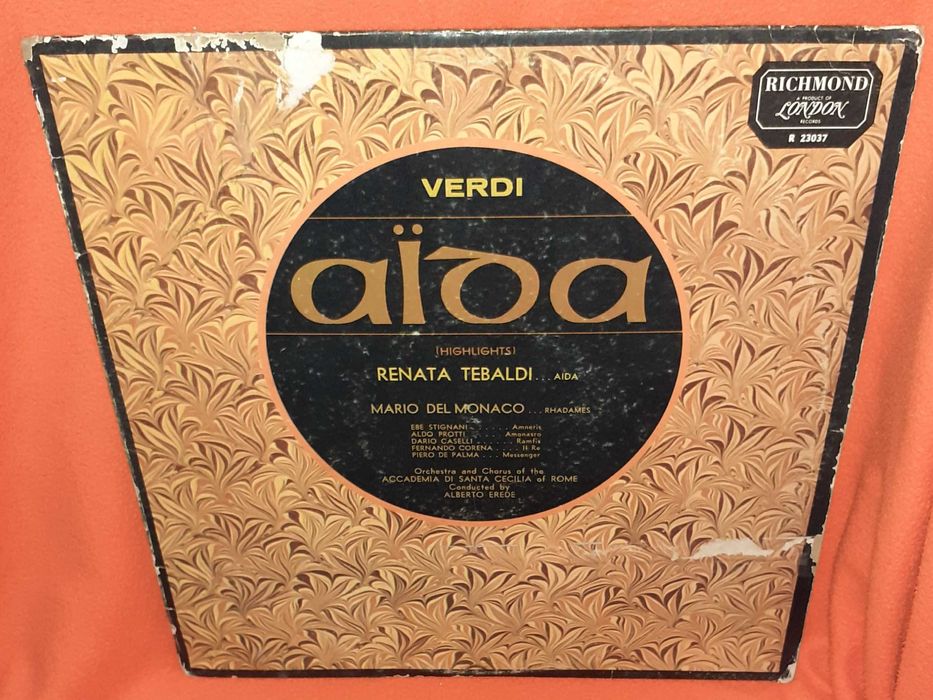 RICHMOND
A PRODUCT OF
LONDON
RECORDS
R 23037
VERDI
aïda
(HIGHLIGHTS)
RENATA TEBALDI ... AIDA
MARIO DEL MONACO ... RHADAMES
EBE STIGNANI ....... Amneris
ALDO PROTTI ..... Amonasro
DARIO CASELLI ....... Ramfis
FERNANDO CORENA ..... Il Re
PIERO DE PALMA ... Messenger
Orchestra and Chorus of the
ACCADEMIA DI SANTA CECILIA of ROME
Conducted by
ALBERTO EREDE